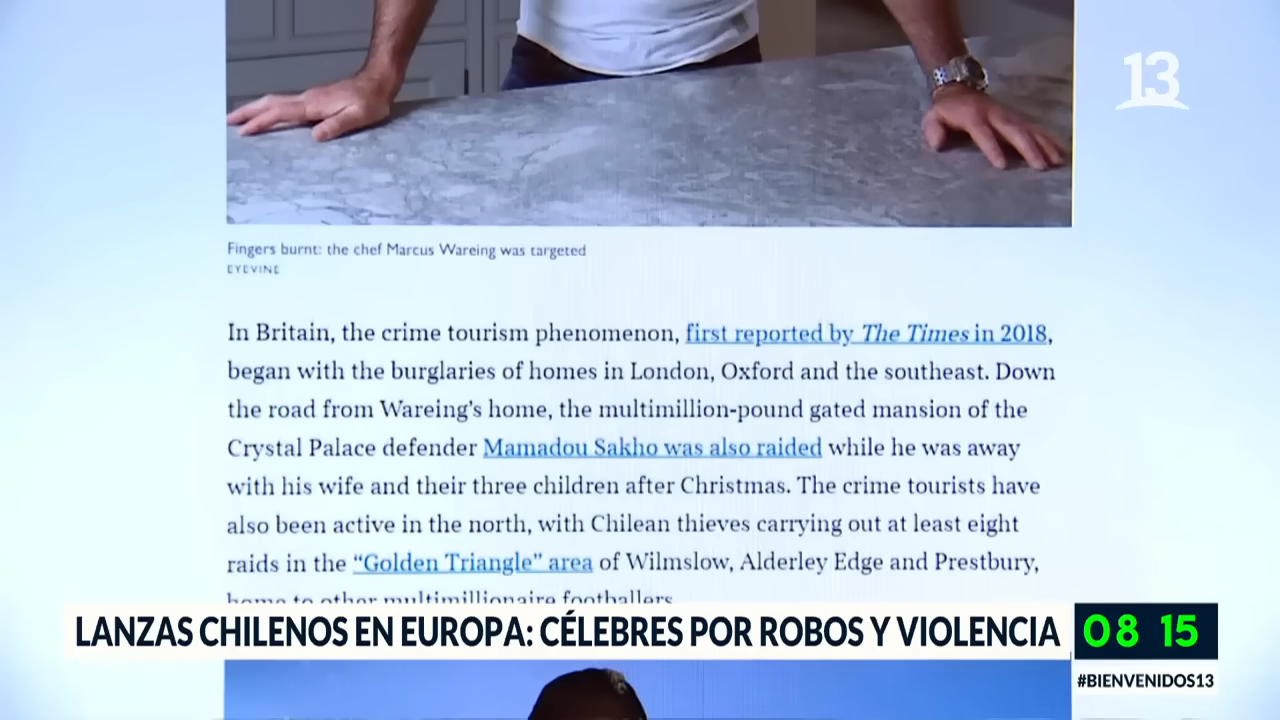 13
Fingers burnt: the chef Marcus Wareing was targeted
EYEVINE
In Britain, the crime tourism phenomenon, first reported by The Times in 2018,
began with the burglaries of homes in London, Oxford and the southeast. Down
the road from Wareing’s home, the multimillion-pound gated mansion of the
Crystal Palace defender Mamadou Sakho was also raided while he was away
with his wife and their three children after Christmas. The crime tourists have
also been active in the north, with Chilean thieves carrying out at least eight
raids in the “Golden Triangle” area of Wilmslow, Alderley Edge and Prestbury,
home to other multimillionaire footballers
LANZAS CHILENOS EN EUROPA: CÉLEBRES POR ROBOS Y VIOLENCIA
08 15
#BIENVENIDOS13